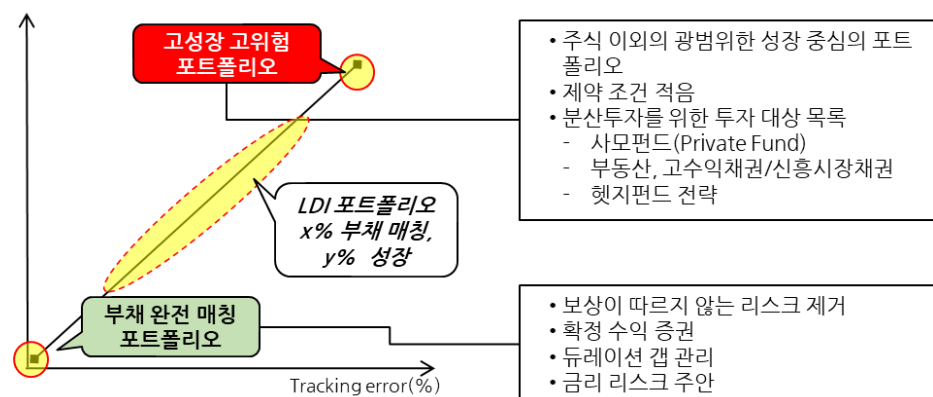 고성장 고위험
포트폴리오
• 주식 이외의 광범위한 성장 중심의 포트
폴리오
• 제약 조건 적음
• 분산투자를 위한 투자 대상 목록
- 사모펀드(Private Fund)
- 부동산, 고수익채권/신흥시장채권
- 헷지펀드 전략
LDI 포트폴리오
x% 부채 매칭,
y% 성장
부채 완전 매칭
포트폴리오
• 보상이 따르지 않는 리스크 제거
• 확정 수익 증권
• 듀레이션 갭 관리
• 금리 리스크 주안
Tracking error(%)